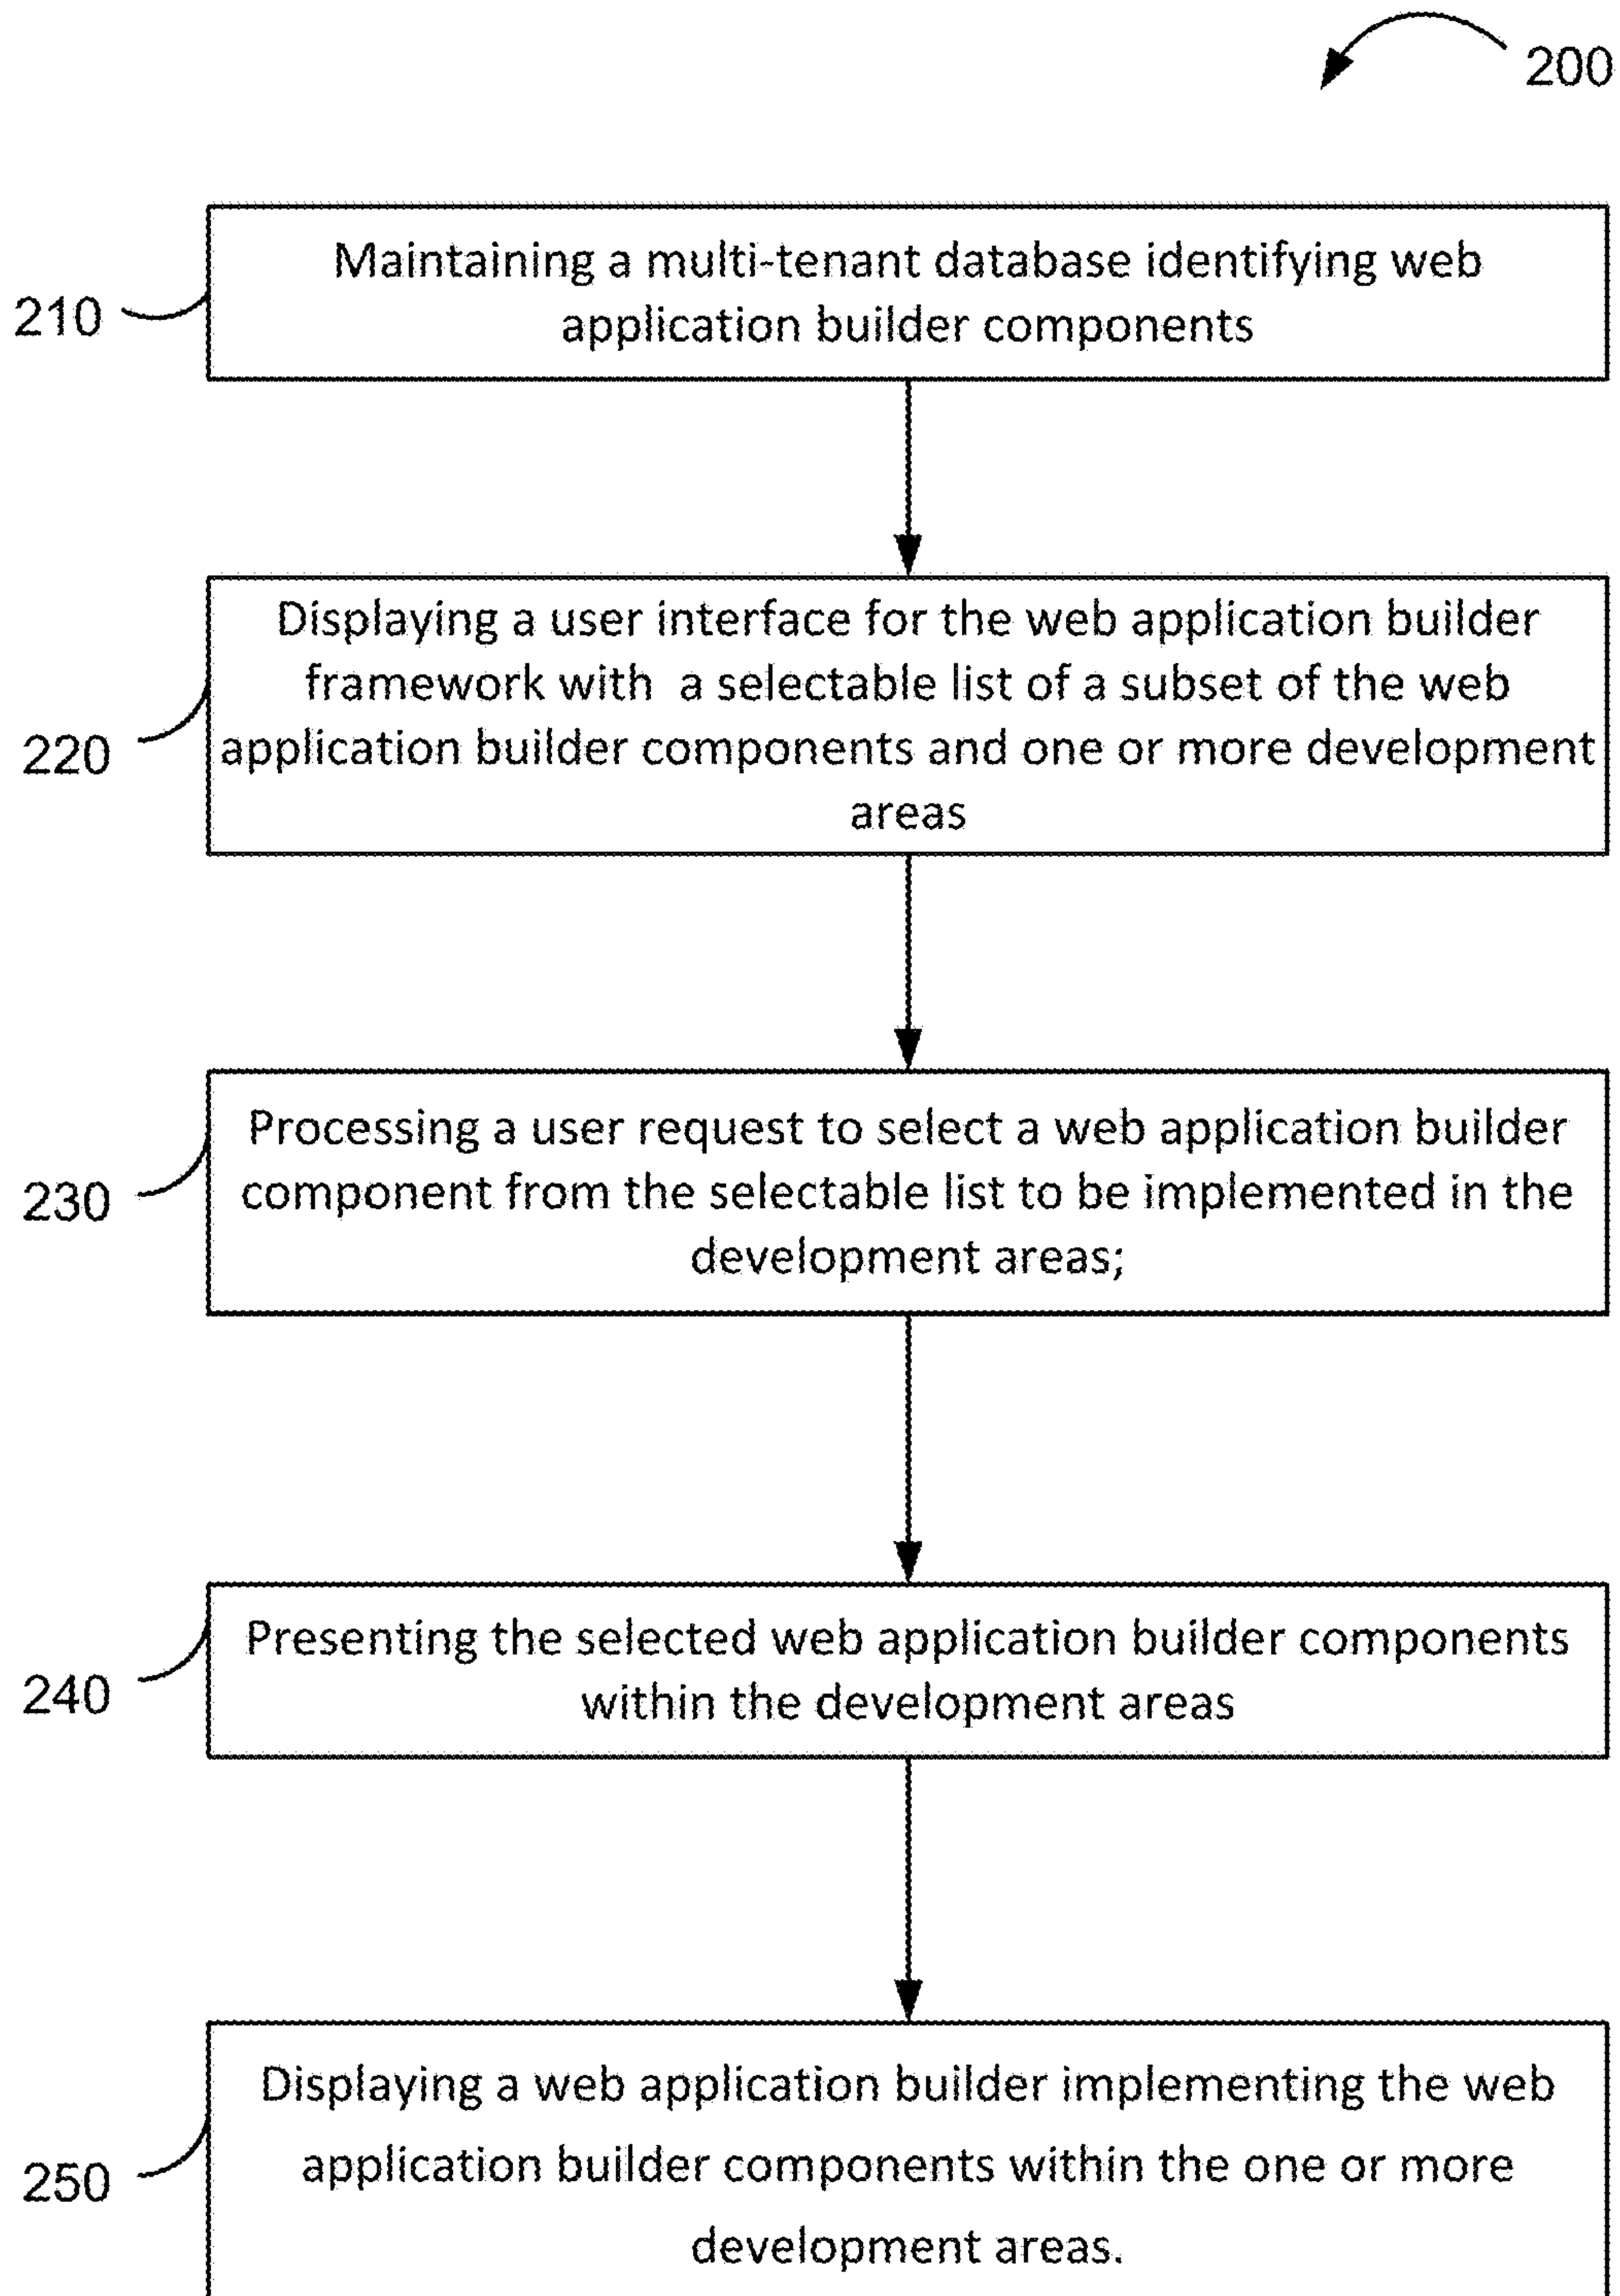 200
210
Maintaining a multi-tenant database identifying web
application builder components
220
Displaying a user interface for the web application builder
framework with a selectable list of a subset of the web
application builder components and one or more development
areas
230
Processing a user request to select a web application builder
component from the selectable list to be implemented in the
development areas;
240
Presenting the selected web application builder components
within the development areas
250
Displaying a web application builder implementing the web
application builder components within the one or more
development areas.